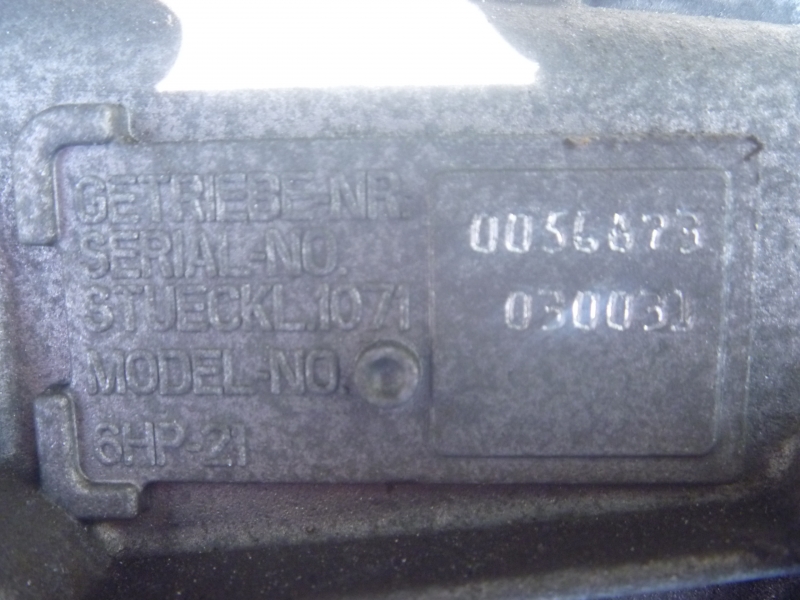 GETRIEBE-NR. 0056873
SERIAL-NO.
STUECKL.1071 030031
MODEL-NO.
6HP-21